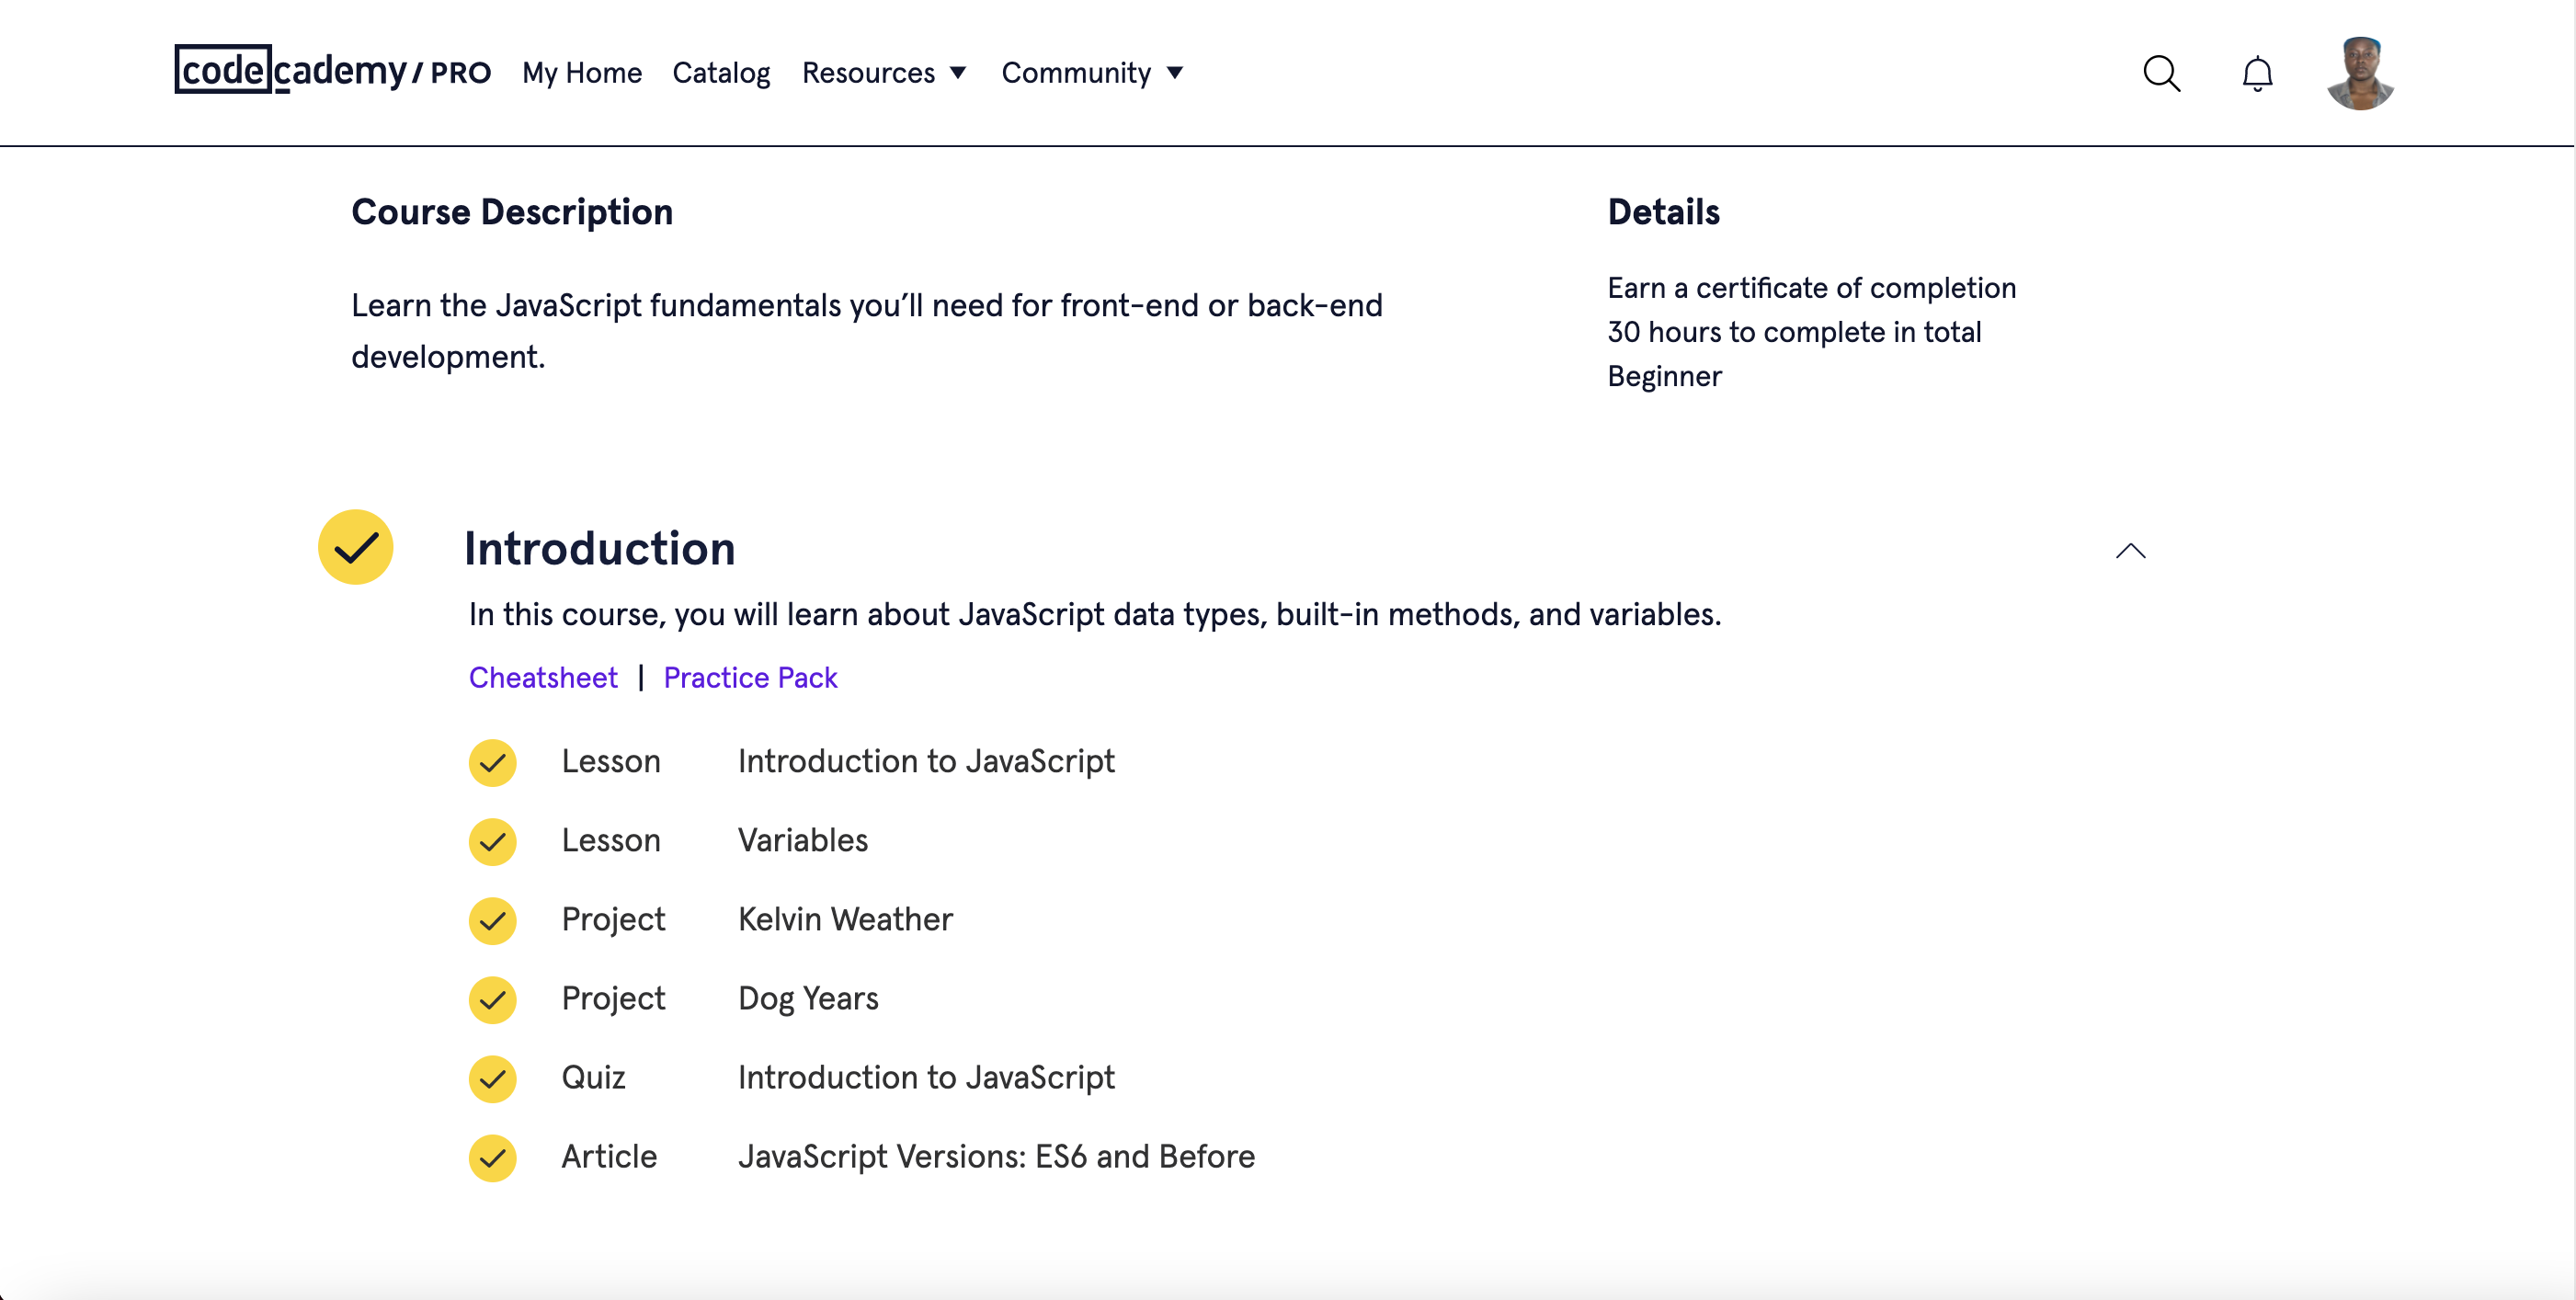 codecademy / PRO My Home Catalog Resources Community
Course Description
Learn the JavaScript fundamentals you’ll need for front-end or back-end
development.
Details
Earn a certificate of completion
30 hours to complete in total
Beginner
Introduction
In this course, you will learn about JavaScript data types, built-in methods, and variables.
Cheatsheet | Practice Pack
Lesson Introduction to JavaScript
Lesson Variables
Project Kelvin Weather
Project Dog Years
Quiz Introduction to JavaScript
Article JavaScript Versions: ES6 and Before